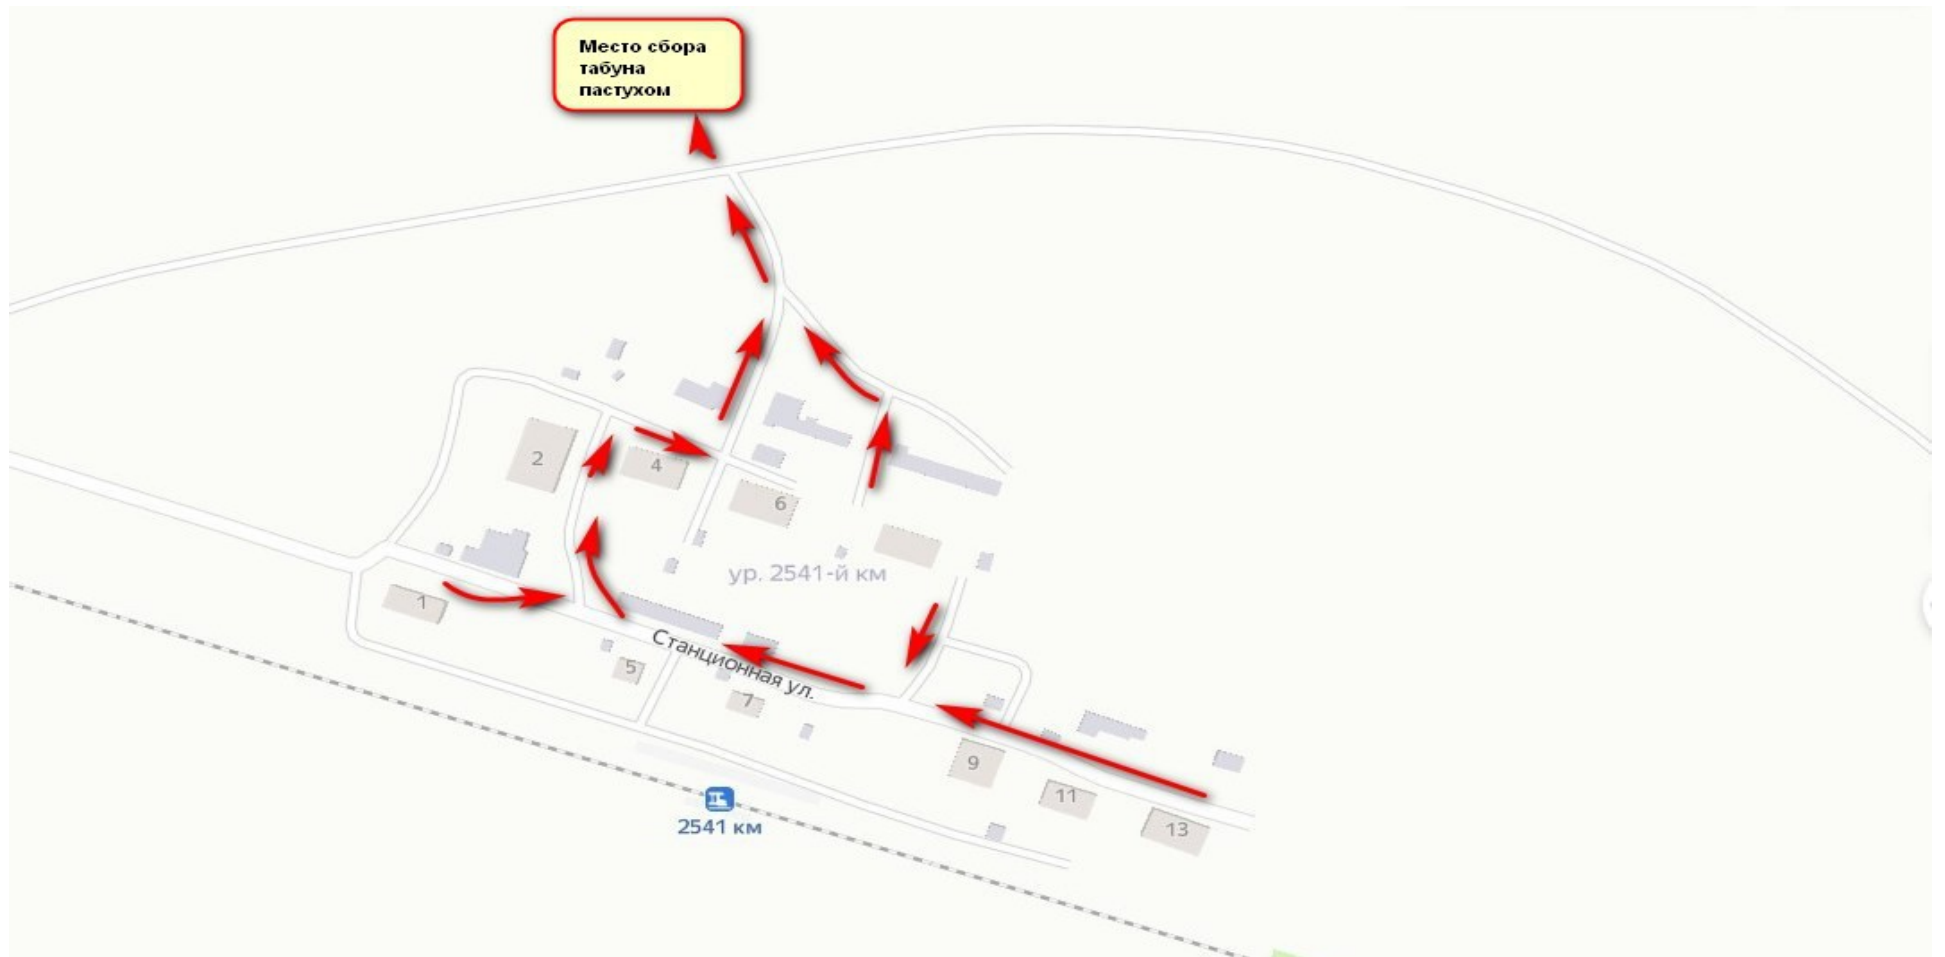 Место сбора
табуна
пастухом
2
4
6
ур. 2541-й км
1
Станционная ул.
5
7
9
11
13
2541 км